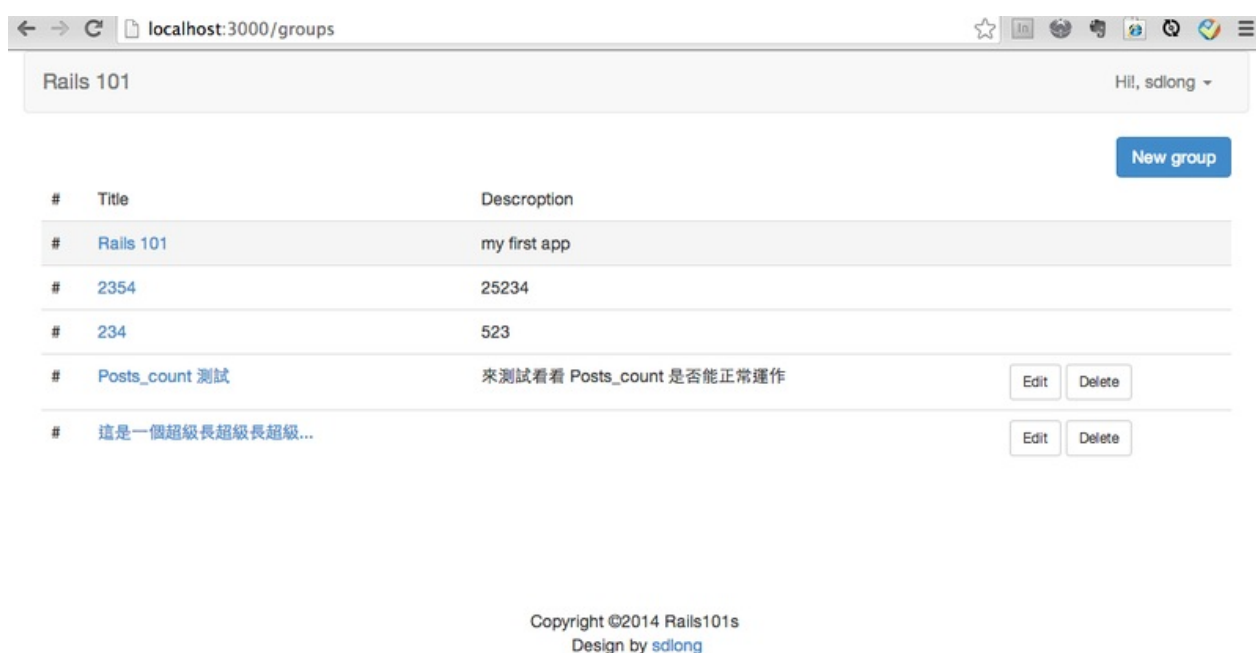 localhost:3000/groups
Rails 101 Hi!, sdlong
New group
# Title Descroption
# Rails 101 my first app
# 2354 25234
# 234 523
# Posts_count 測試 來測試看看 Posts_count 是否能正常運作 Edit Delete
# 這是一個超級長超級長超級... Edit Delete
Copyright ©2014 Rails101s
Design by sdlong